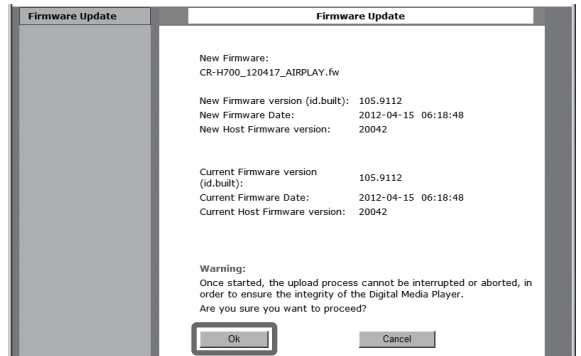 Firmware Update
Firmware Update
New Firmware:
CR-H700_120417_AIRPLAY.fw
New Firmware version (id.built): 105.9112
New Firmware Date: 2012-04-15 06:18:48
New Host Firmware version: 20042
Current Firmware version
(id.built): 105.9112
Current Firmware Date: 2012-04-15 06:18:48
Current Host Firmware version: 20042
Warning:
Once started, the upload process cannot be interrupted or aborted, in
order to ensure the integrity of the Digital Media Player.
Are you sure you want to proceed?
Ok Cancel